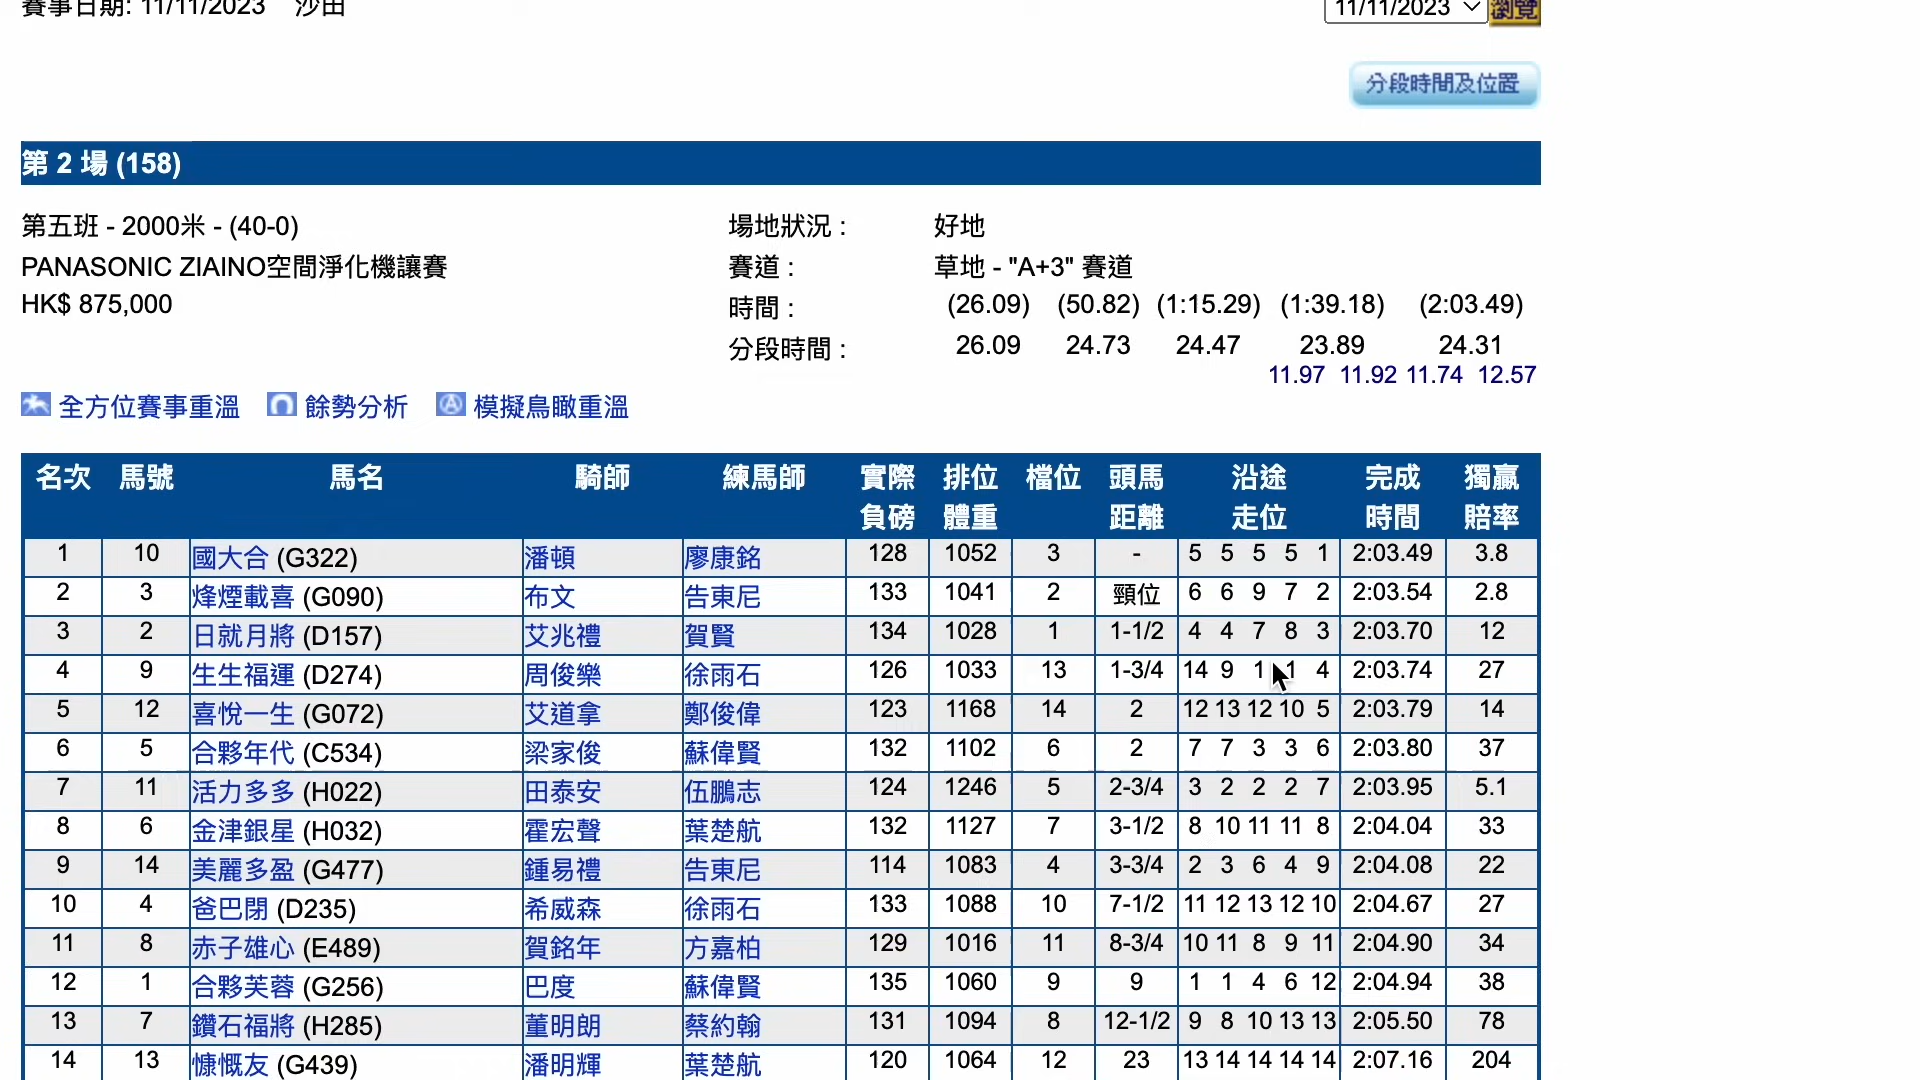 賽事日期: 11/11/2023 沙田 11/11/2023 瀏覽
分段時間及位置
第 2 場 (158)
第五班 - 2000米 - (40-0) 場地狀況 : 好地
PANASONIC ZIAINO空間淨化機讓賽 賽道 : 草地 - "A+3" 賽道
HK$ 875,000 時間 : (26.09) (50.82) (1:15.29) (1:39.18) (2:03.49)
分段時間 : 26.09 24.73 24.47 23.89 24.31
11.97 11.92 11.74 12.57
全方位賽事重溫 餘勢分析 模擬鳥瞰重溫
名次 馬號 馬名 騎師 練馬師 實際負磅 排位體重 檔位 頭馬距離 沿途走位 完成時間 獨贏賠率
1 10 國大合 (G322) 潘頓 廖康銘 128 1052 3 - 5 5 5 5 1 2:03.49 3.8
2 3 烽煙載喜 (G090) 布文 告東尼 133 1041 2 頸位 6 6 9 7 2 2:03.54 2.8
3 2 日就月將 (D157) 艾兆禮 賀賢 134 1028 1 1-1/2 4 4 7 8 3 2:03.70 12
4 9 生生福運 (D274) 周俊樂 徐雨石 126 1033 13 1-3/4 14 9 1 1 4 2:03.74 27
5 12 喜悅一生 (G072) 艾道拿 鄭俊偉 123 1168 14 2 12 13 12 10 5 2:03.79 14
6 5 合夥年代 (C534) 梁家俊 蘇偉賢 132 1102 6 2 7 7 3 3 6 2:03.80 37
7 11 活力多多 (H022) 田泰安 伍鵬志 124 1246 5 2-3/4 3 2 2 2 7 2:03.95 5.1
8 6 金津銀星 (H032) 霍宏聲 葉楚航 132 1127 7 3-1/2 8 10 11 11 8 2:04.04 33
9 14 美麗多盈 (G477) 鍾易禮 告東尼 114 1083 4 3-3/4 2 3 6 4 9 2:04.08 22
10 4 爸巴閉 (D235) 希威森 徐雨石 133 1088 10 7-1/2 11 12 13 12 10 2:04.67 27
11 8 赤子雄心 (E489) 賀銘年 方嘉柏 129 1016 11 8-3/4 10 11 8 9 11 2:04.90 34
12 1 合夥芙蓉 (G256) 巴度 蘇偉賢 135 1060 9 9 1 1 4 6 12 2:04.94 38
13 7 鑽石福將 (H285) 董明朗 蔡約翰 131 1094 8 12-1/2 9 8 10 13 13 2:05.50 78
14 13 慷慨友 (G439) 潘明輝 葉楚航 120 1064 12 23 13 14 14 14 14 2:07.16 204